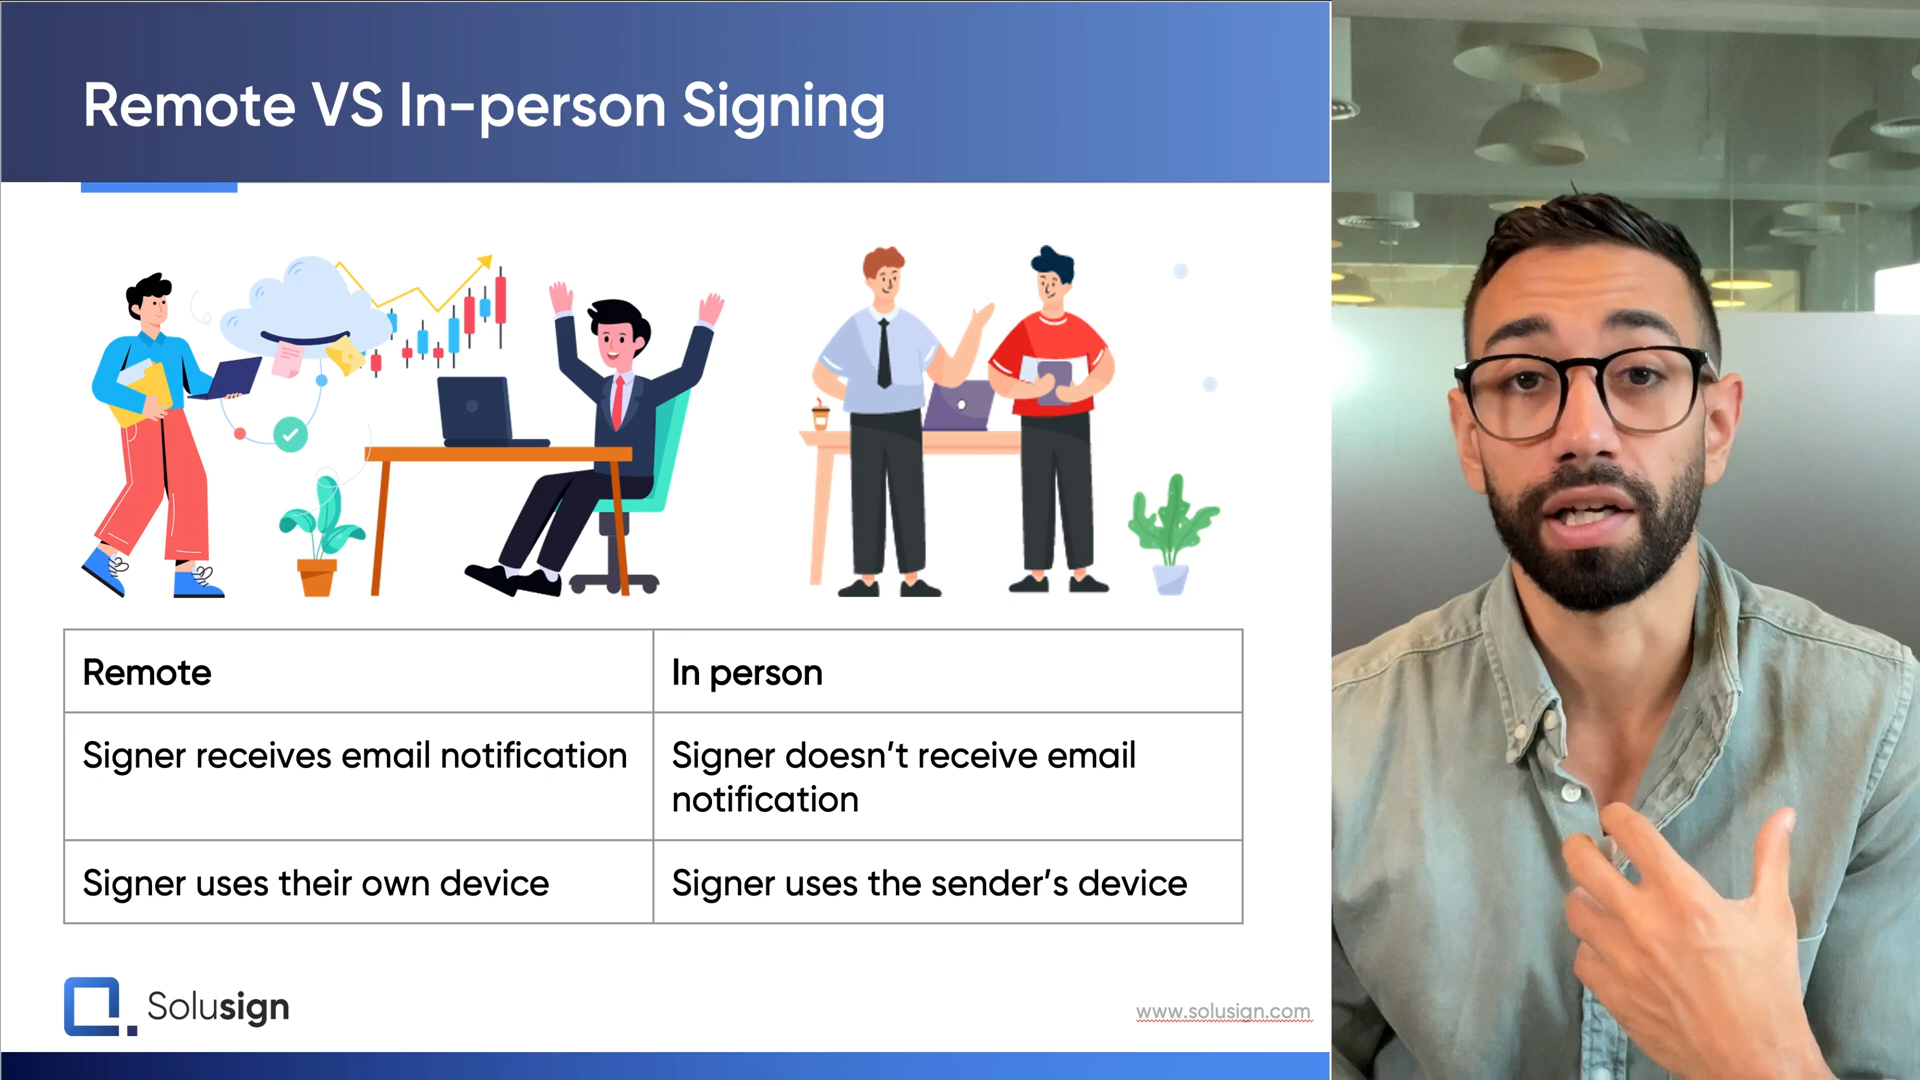 Remote VS In-person Signing
Remote
In person
Signer receives email notification
Signer doesn’t receive email
notification
Signer uses their own device
Signer uses the sender’s device
Solusign
www.solusign.com